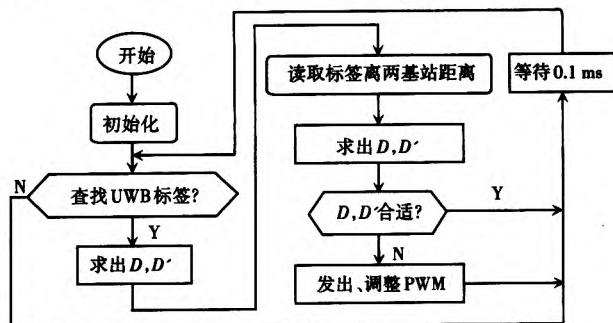 开始
初始化
N
查找UWB标签?
Y
求出D,D′
读取标签离两基站距离
求出D,D′
D,D′合适?
Y
N
发出、调整PWM
等待0.1 ms